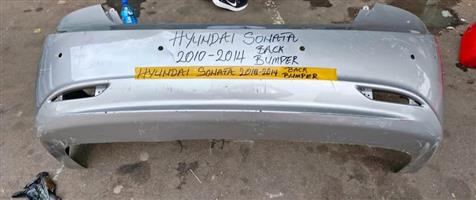 HYUNDAI SONATA
2010-2014 BACK
BUMPER
HYUNDAI SONATA 2010-2014 BACK
BUMPER